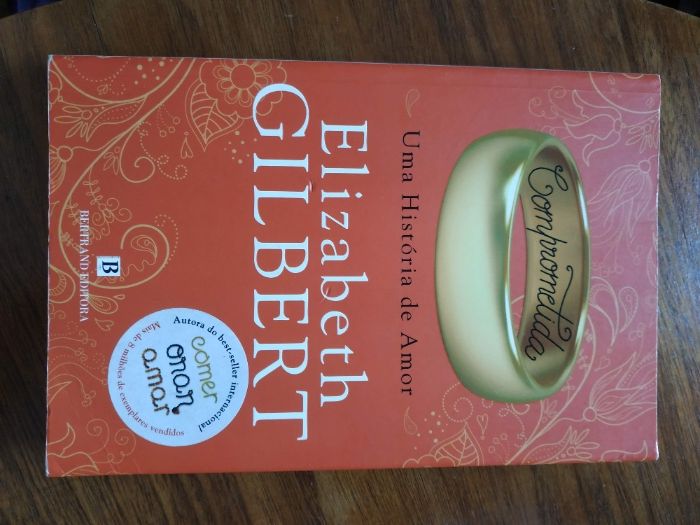 Comprometida
Uma História de Amor
Elizabeth
GILBERT
Autora do best-seller internacional
comer
orar
amar
Mais de 8 milhões de exemplares vendidos
B
BERTRAND EDITORA